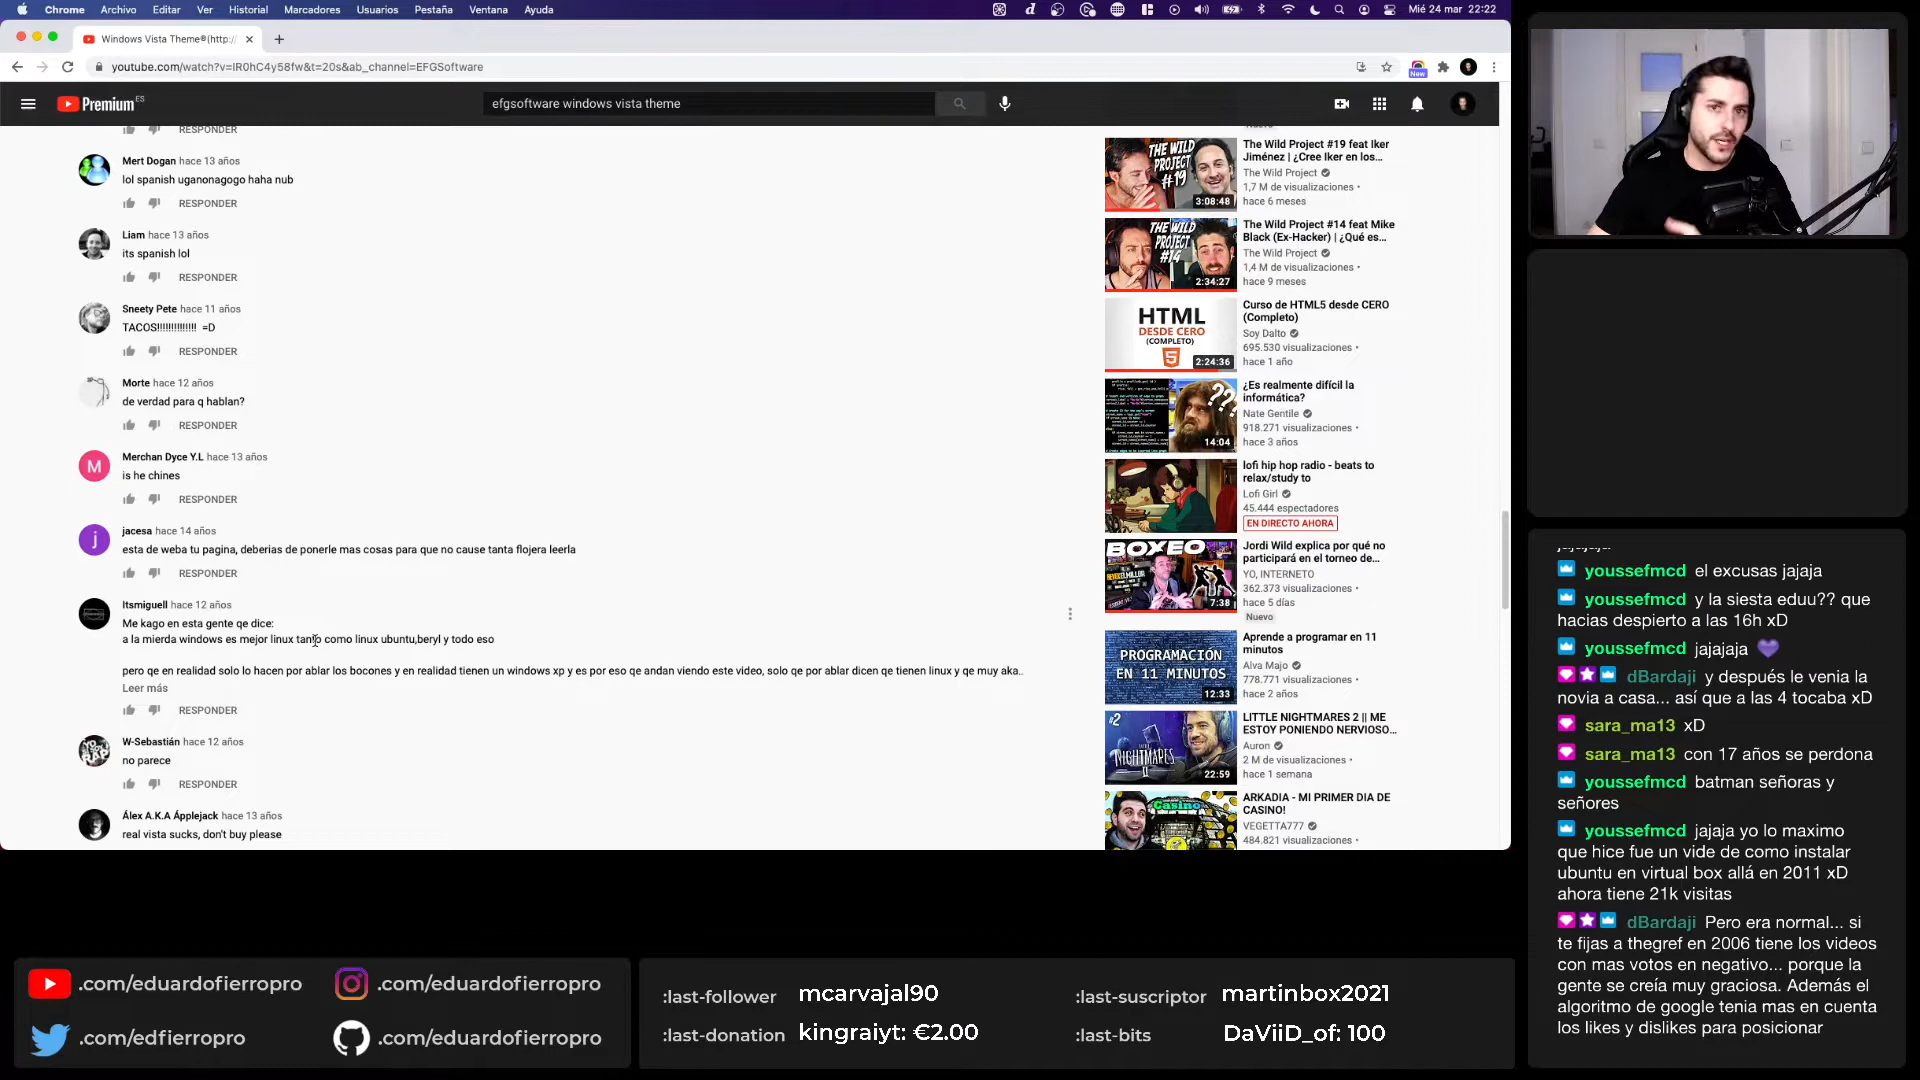 Chrome Archivo Editar Ver Historial Marcadores Usuarios Pestaña Ventana Ayuda
Mié 24 mar 22:22
Windows Vista Theme®(http:/
youtube.com/watch?v=iR0hC4y58fw&t=20s&ab_channel=EFGSoftware
New
Premium ES
efgsoftware windows vista theme
RESPONDER
Mert Dogan hace 13 años
lol spanish uganonagogo haha nub
RESPONDER
Liam hace 13 años
its spanish lol
RESPONDER
Sneety Pete hace 11 años
TACOS!!!!!!!!!!!!!! =D
RESPONDER
Morte hace 12 años
de verdad para q hablan?
RESPONDER
M
Merchan Dyce Y.L hace 13 años
is he chines
RESPONDER
j
jacesa hace 14 años
esta de weba tu pagina, deberias de ponerle mas cosas para que no cause tanta flojera leerla
RESPONDER
Itsmiguell hace 12 años
Me kago en esta gente qe dice:
a la mierda windows es mejor linux tanto como linux ubuntu,beryl y todo eso
pero qe en realidad solo lo hacen por ablar los bocones y en realidad tienen un windows xp y es por eso qe andan viendo este video, solo qe por ablar dicen qe tienen linux y qe muy aka..
Leer más
RESPONDER
W-Sebastián hace 12 años
no parece
RESPONDER
Álex A.K.A Ápplejack hace 13 años
real vista sucks, don't buy please
THE WILD
PROJECT
#19
3:08:48
The Wild Project #19 feat Iker
Jiménez | ¿Cree Iker en los...
The Wild Project
1,7 M de visualizaciones •
hace 6 meses
THE WILD
PROJECT
#14
2:34:27
The Wild Project #14 feat Mike
Black (Ex-Hacker) | ¿Qué es...
The Wild Project
1,4 M de visualizaciones •
hace 9 meses
HTML
DESDE CERO
(COMPLETO)
5
2:24:36
Curso de HTML5 desde CERO
(Completo)
Soy Dalto
695.530 visualizaciones •
hace 1 año
???
14:04
¿Es realmente difícil la
informática?
Nate Gentile
918.271 visualizaciones •
hace 3 años
lofi hip hop radio - beats to
relax/study to
Lofi Girl
45.444 espectadores
EN DIRECTO AHORA
BOXEO
7:38
Jordi Wild explica por qué no
participará en el torneo de...
YO, INTERNETO
362.373 visualizaciones •
hace 5 días
Nuevo
PROGRAMACIÓN
EN 11 MINUTOS
12:33
Aprende a programar en 11
minutos
Alva Majo
778.771 visualizaciones •
hace 2 años
#2
LITTLE
NIGHTMARES
II
22:59
LITTLE NIGHTMARES 2 || ME
ESTOY PONIENDO NERVIOSO...
Auron
2 M de visualizaciones •
hace 1 semana
Casino
ARKADIA - MI PRIMER DIA DE
CASINO!
VEGETTA777
484.821 visualizaciones •
youssefmcd el excusas jajaja
youssefmcd y la siesta eduu?? que
hacias despierto a las 16h xD
youssefmcd jajajaja
dBardaji y después le venia la
novia a casa... así que a las 4 tocaba xD
sara_ma13 xD
sara_ma13 con 17 años se perdona
youssefmcd batman señoras y
señores
youssefmcd jajaja yo lo maximo
que hice fue un vide de como instalar
ubuntu en virtual box allá en 2011 xD
ahora tiene 21k visitas
dBardaji Pero era normal... si
te fijas a thegref en 2006 tiene los videos
con mas votos en negativo... porque la
gente se creía muy graciosa. Además el
algoritmo de google tenia mas en cuenta
los likes y dislikes para posicionar
.com/eduardofierropro
.com/eduardofierropro
.com/edfierropro
.com/eduardofierropro
:last-follower mcarvajal90
:last-suscriptor martinbox2021
:last-donation kingraiyt: €2.00
:last-bits DaViiD_of: 100